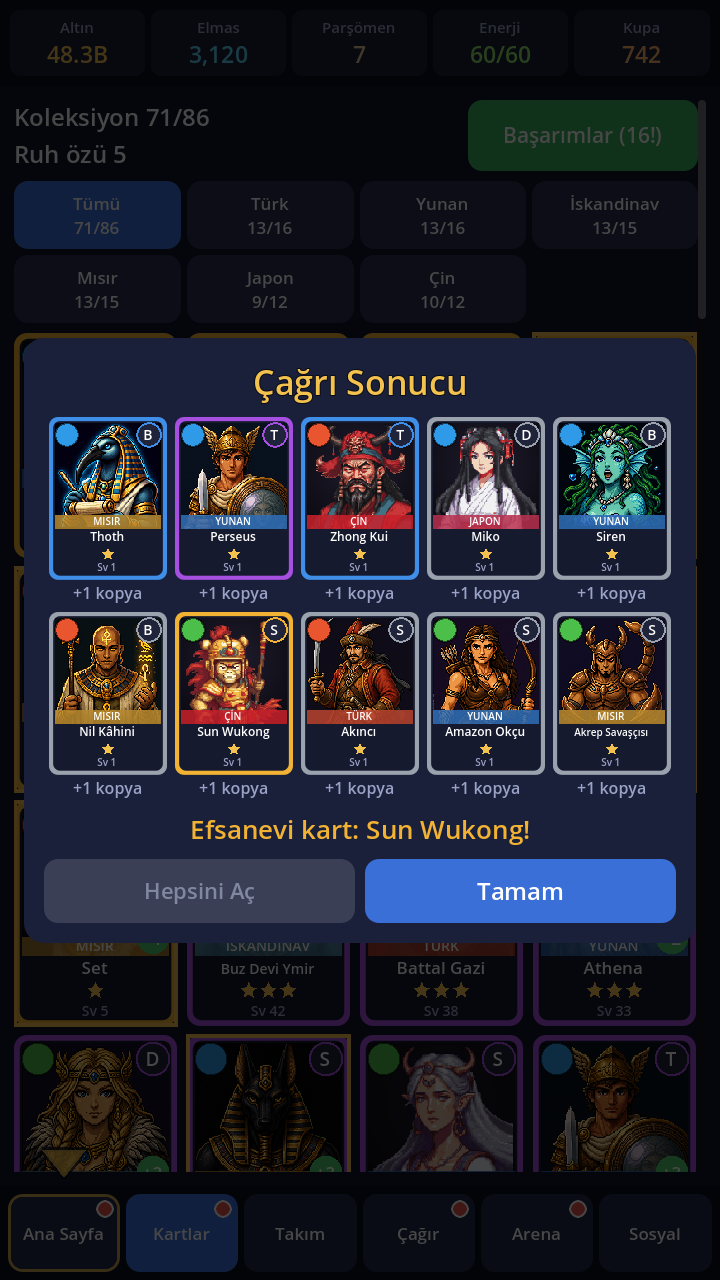 Altın
48.3B
Elmas
3,120
Parşömen
7
Enerji
60/60
Kupa
742
Koleksiyon 71/86
Ruh özü 5
Başarımlar (16!)
Tümü
71/86
Türk
13/16
Yunan
13/16
İskandinav
13/15
Mısır
13/15
Japon
9/12
Çin
10/12
Çağrı Sonucu
B
MISIR
Thoth
Sv 1
+1 kopya
T
YUNAN
Perseus
Sv 1
+1 kopya
T
ÇİN
Zhong Kui
Sv 1
+1 kopya
D
JAPON
Miko
Sv 1
+1 kopya
B
YUNAN
Siren
Sv 1
+1 kopya
B
MISIR
Nil Kâhini
Sv 1
+1 kopya
S
ÇİN
Sun Wukong
Sv 1
+1 kopya
S
TÜRK
Akıncı
Sv 1
+1 kopya
S
YUNAN
Amazon Okçu
Sv 1
+1 kopya
S
MISIR
Akrep Savaşçısı
Sv 1
+1 kopya
Efsanevi kart: Sun Wukong!
Hepsini Aç
Tamam
MISIR
Set
Sv 5
İSKANDİNAV
Buz Devi Ymir
Sv 42
TÜRK
Battal Gazi
Sv 38
YUNAN
Athena
Sv 33
D
S
S
T
Ana Sayfa
Kartlar
Takım
Çağır
Arena
Sosyal